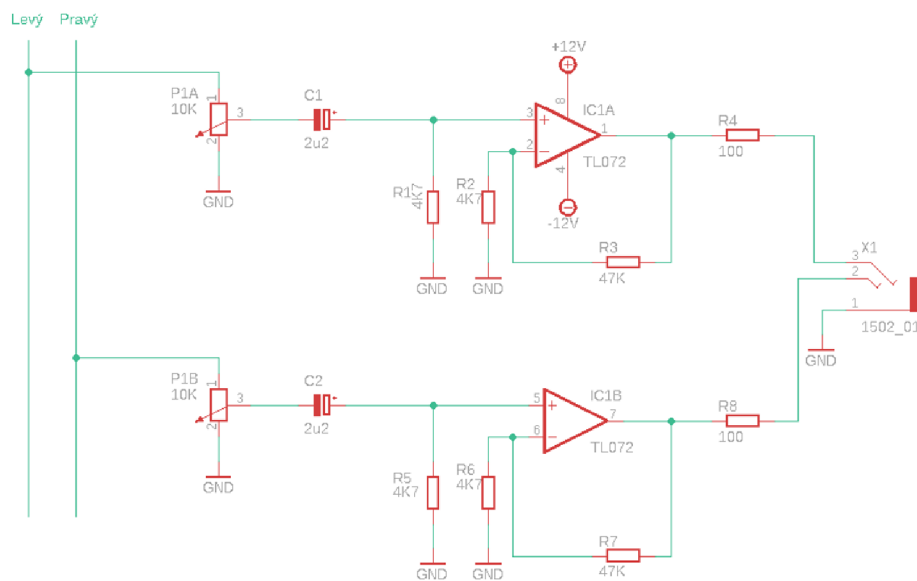 Levý Pravý
+12V
P1A
10K
1
3
2
C1
2u2
GND
3
2
8
1
4
IC1A
TL072
-12V
R1
4K7
R2
4K7
R3
47K
R4
100
GND
GND
X1
3
2
1
1502_01
GND
P1B
10K
1
3
2
C2
2u2
GND
5
6
7
IC1B
TL072
R5
4K7
R6
4K7
R7
47K
R8
100
GND
GND